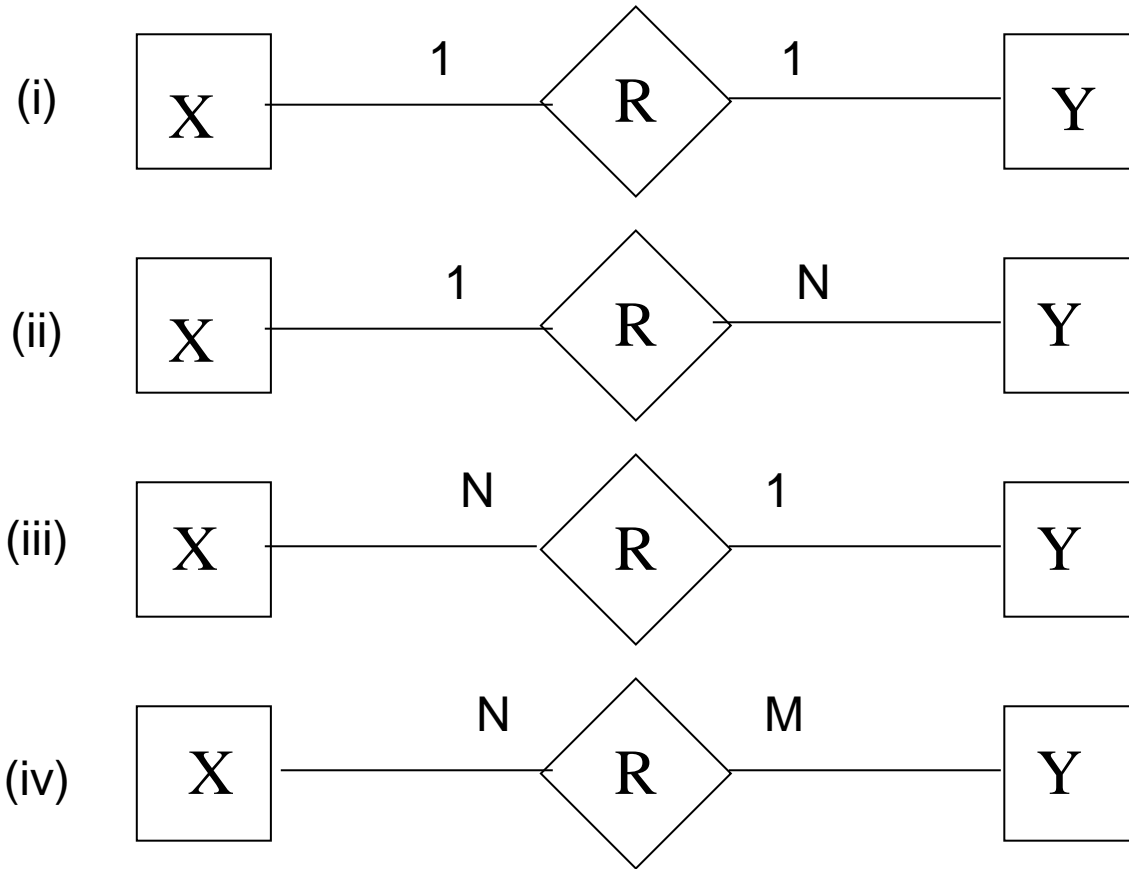 (i) X 1 R 1 Y
(ii) X 1 R N Y
(iii) X N R 1 Y
(iv) X N R M Y